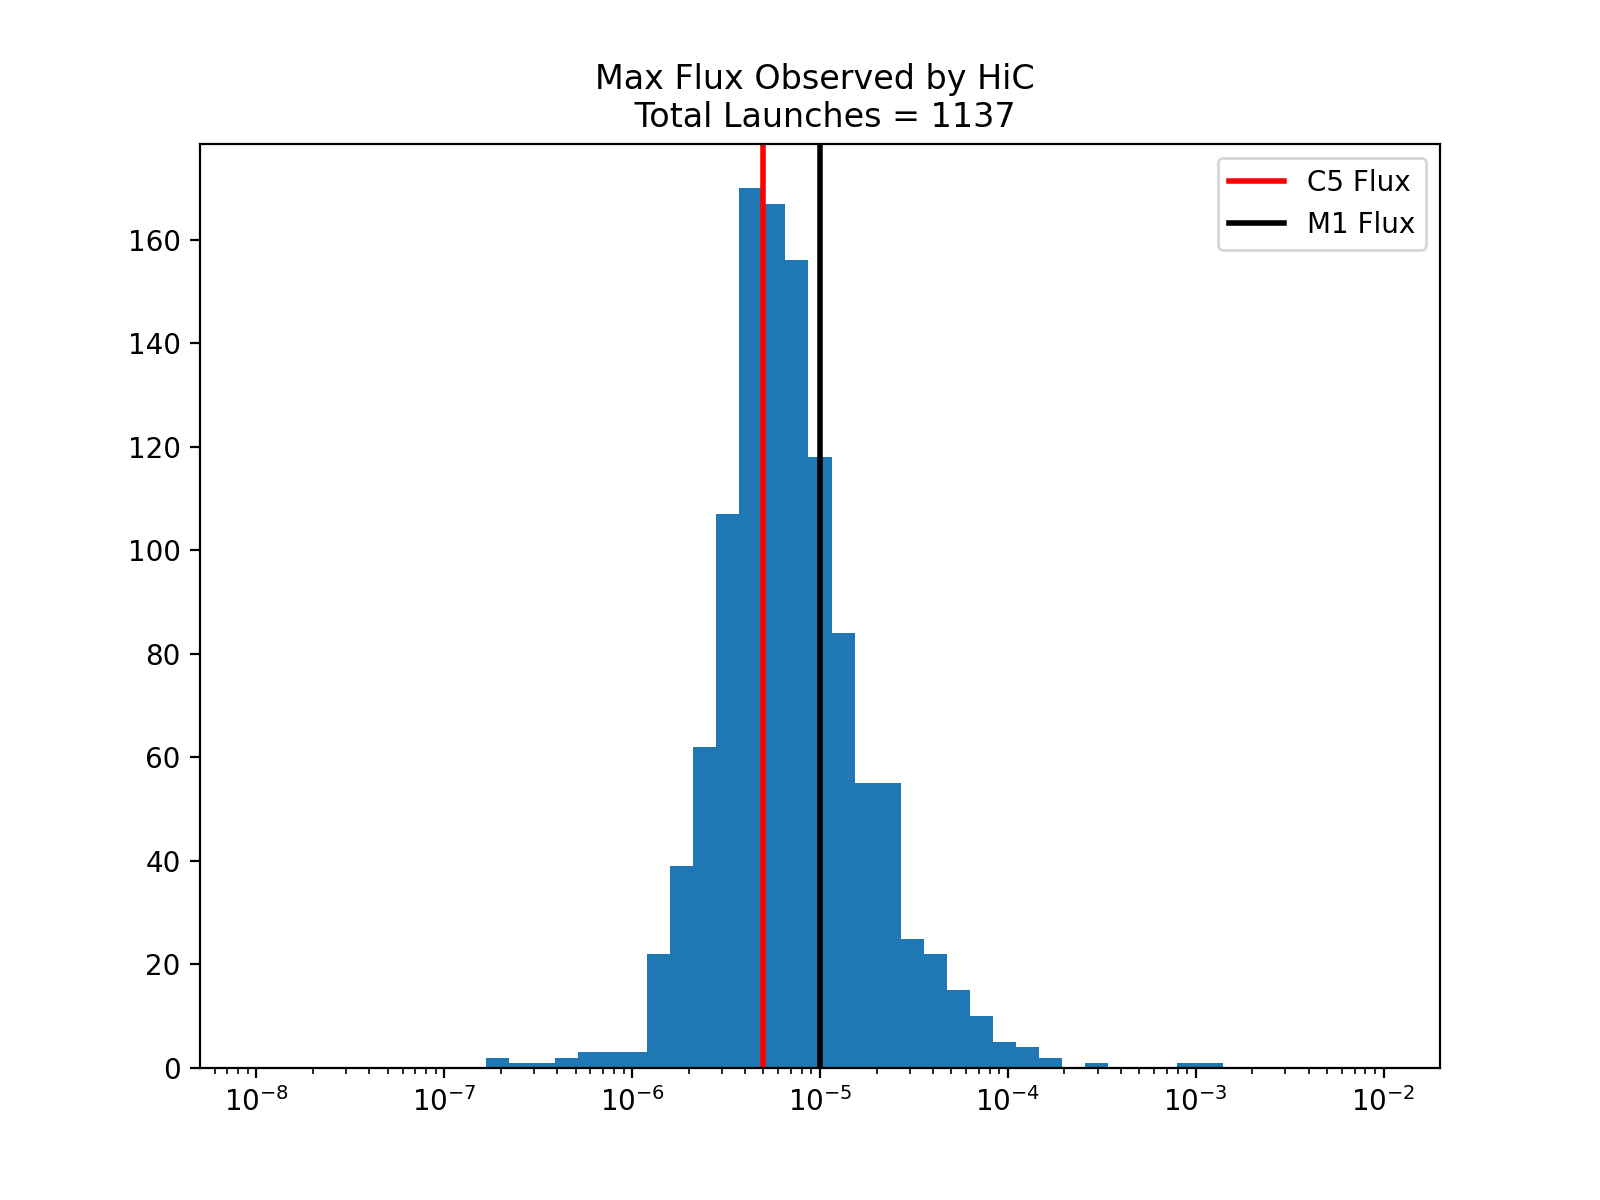 Max Flux Observed by HiC
Total Launches = 1137
C5 Flux
M1 Flux
160
140
120
100
80
60
40
20
0
10⁻⁸ 10⁻⁷ 10⁻⁶ 10⁻⁵ 10⁻⁴ 10⁻³ 10⁻²